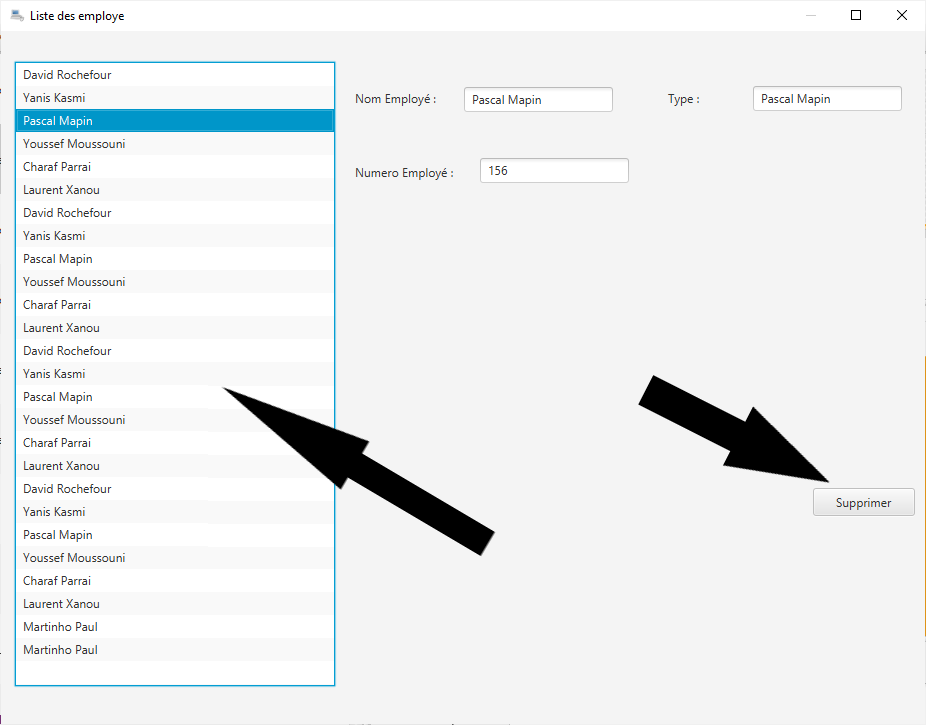 Liste des employe
David Rochefour
Yanis Kasmi
Pascal Mapin
Youssef Moussouni
Charaf Parrai
Laurent Xanou
David Rochefour
Yanis Kasmi
Pascal Mapin
Youssef Moussouni
Charaf Parrai
Laurent Xanou
David Rochefour
Yanis Kasmi
Pascal Mapin
Youssef Moussouni
Charaf Parrai
Laurent Xanou
David Rochefour
Yanis Kasmi
Pascal Mapin
Youssef Moussouni
Charaf Parrai
Laurent Xanou
Martinho Paul
Martinho Paul
Nom Employé : Pascal Mapin Type : Pascal Mapin
Numero Employé : 156
Supprimer